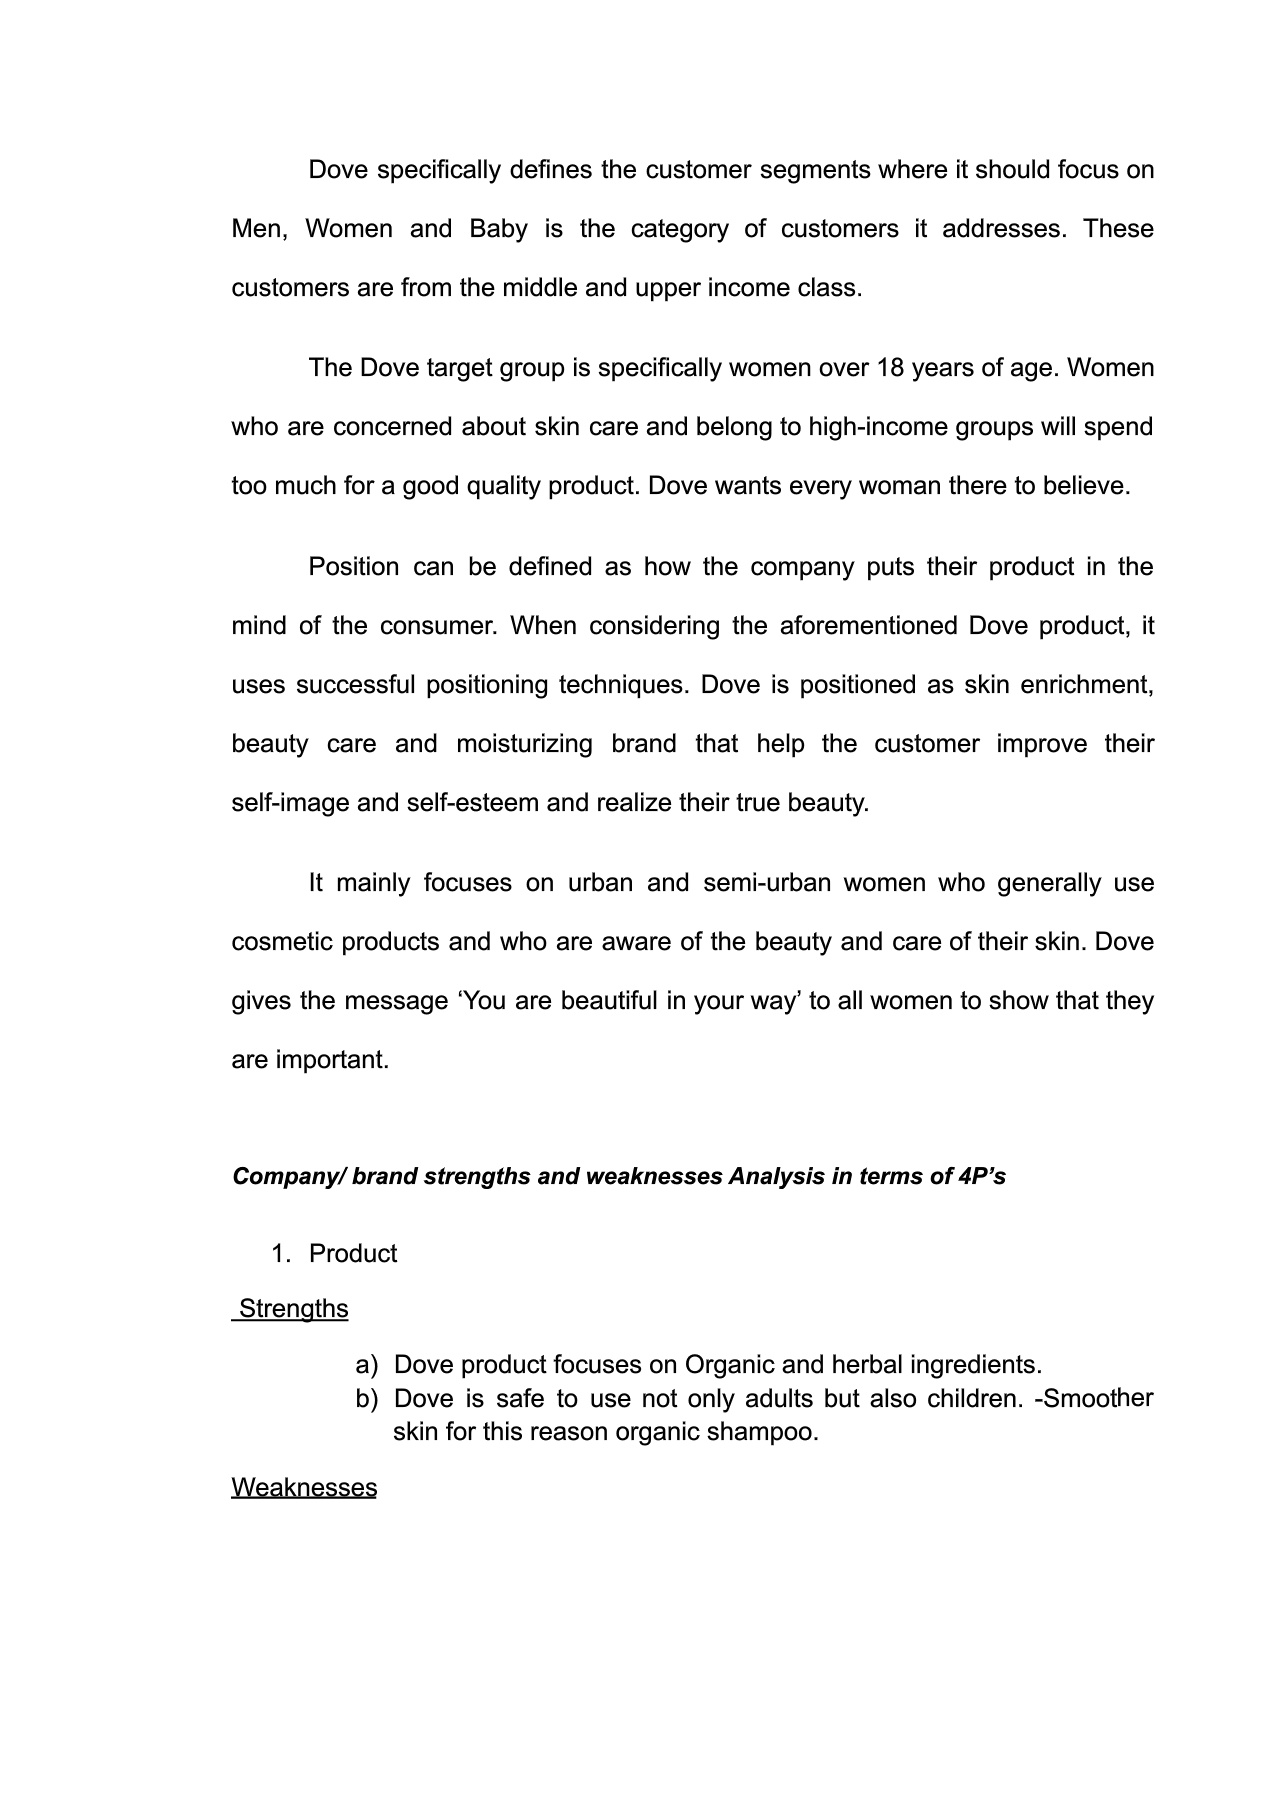 Dove specifically defines the customer segments where it should focus on
Men, Women and Baby is the category of customers it addresses. These
customers are from the middle and upper income class.
The Dove target group is specifically women over 18 years of age. Women
who are concerned about skin care and belong to high-income groups will spend
too much for a good quality product. Dove wants every woman there to believe.
Position can be defined as how the company puts their product in the
mind of the consumer. When considering the aforementioned Dove product, it
uses successful positioning techniques. Dove is positioned as skin enrichment,
beauty care and moisturizing brand that help the customer improve their
self-image and self-esteem and realize their true beauty.
It mainly focuses on urban and semi-urban women who generally use
cosmetic products and who are aware of the beauty and care of their skin. Dove
gives the message ‘You are beautiful in your way’ to all women to show that they
are important.
Company/ brand strengths and weaknesses Analysis in terms of 4P’s
1. Product
Strengths
a) Dove product focuses on Organic and herbal ingredients.
b) Dove is safe to use not only adults but also children. -Smoother
skin for this reason organic shampoo.
Weaknesses